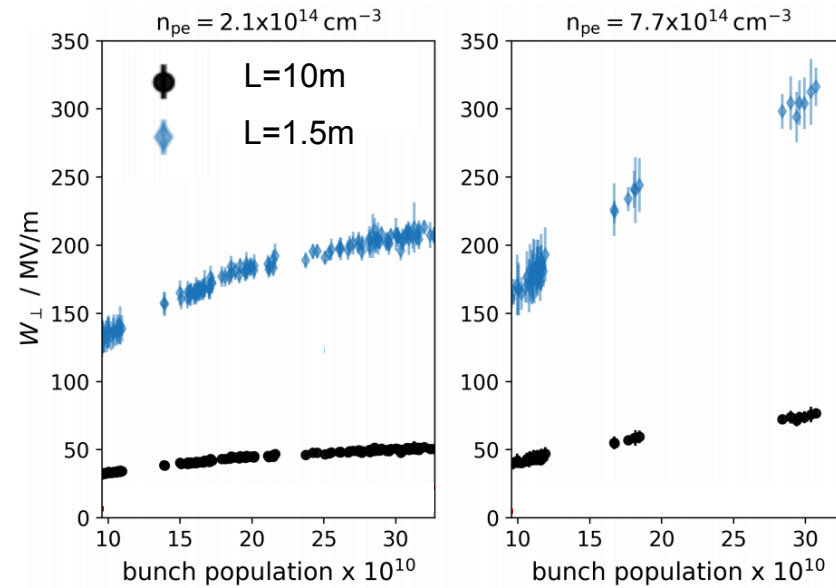 n_pe = 2.1x10^14 cm^−3
n_pe = 7.7x10^14 cm^−3
350
300
250
200
150
100
50
0
W_⊥ / MV/m
L=10m
L=1.5m
10 15 20 25 30
bunch population x 10^10
350
300
250
200
150
100
50
0
10 15 20 25 30
bunch population x 10^10